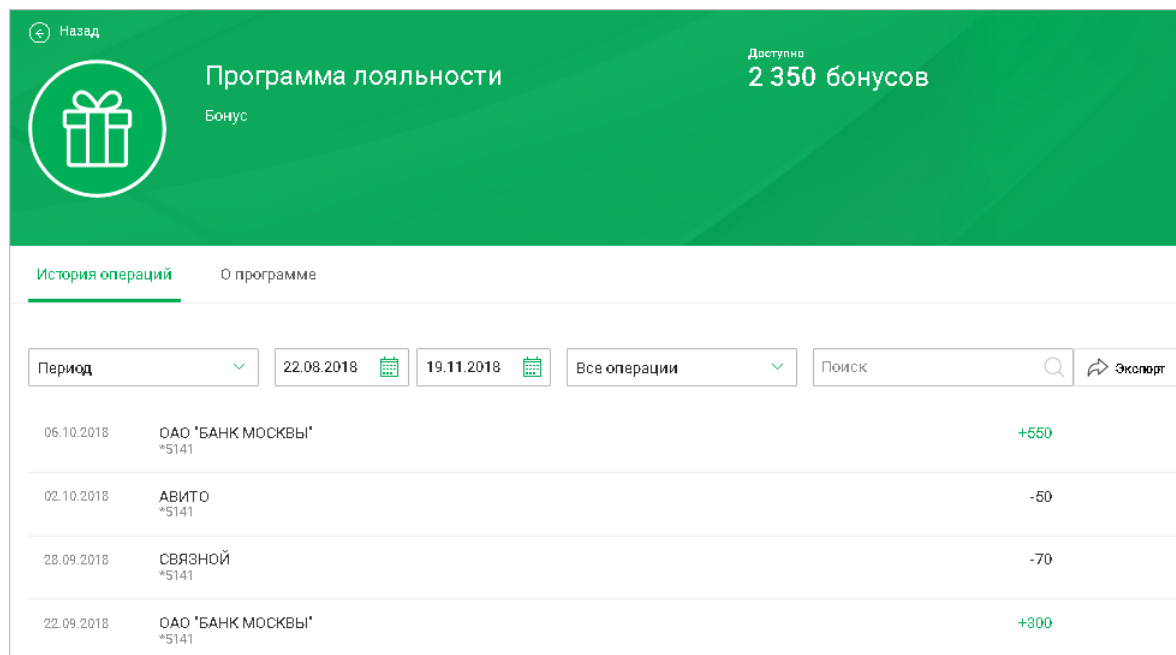 Назад
Программа лояльности
Бонус
Доступно
2 350 бонусов
История операций
О программе
Период
22.08.2018
19.11.2018
Все операции
Поиск
Экспорт
06.10.2018
ОАО "БАНК МОСКВЫ"
*5141
+550
02.10.2018
АВИТО
*5141
-50
28.09.2018
СВЯЗНОЙ
*5141
-70
22.09.2018
ОАО "БАНК МОСКВЫ"
*5141
+300